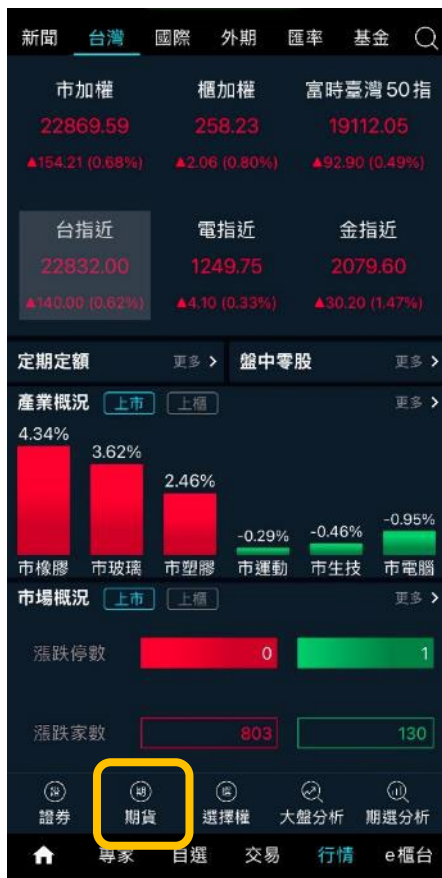 新聞 台灣 國際 外期 匯率 基金
市加權 櫃加權 富時臺灣50指
22869.59 258.23 19112.05
▲154.21 (0.68%) ▲2.06 (0.80%) ▲92.90 (0.49%)
台指近 電指近 金指近
22832.00 1249.75 2079.60
▲140.00 (0.62%) ▲4.10 (0.33%) ▲30.20 (1.47%)
定期定額 更多 > 盤中零股 更多 >
產業概況 上市 上櫃 更多 >
4.34% 3.62% 2.46% -0.29% -0.46% -0.95%
市橡膠 市玻璃 市塑膠 市運動 市生技 市電腦
市場概況 上市 上櫃 更多 >
漲跌停數 0 1
漲跌家數 803 130
證 期 權
證券 期貨 選擇權 大盤分析 期選分析
專家 自選 交易 行情 e櫃台